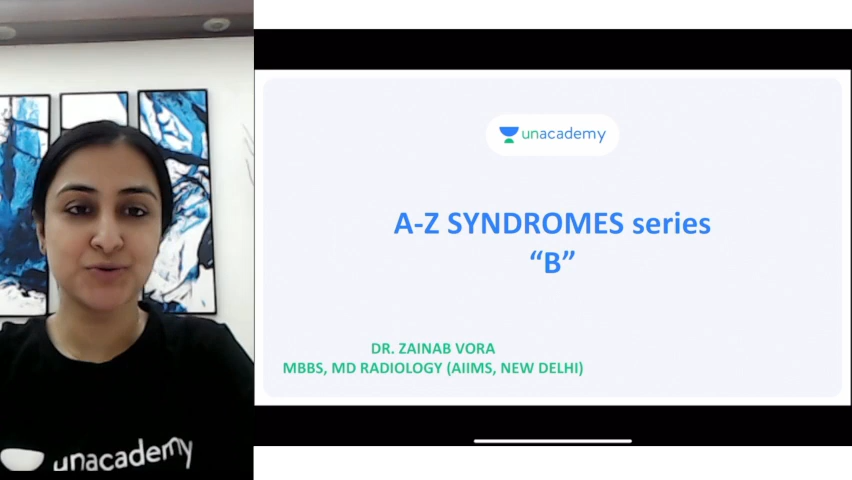 unacademy
unacademy
A-Z SYNDROMES series
“B”
DR. ZAINAB VORA
MBBS, MD RADIOLOGY (AIIMS, NEW DELHI)